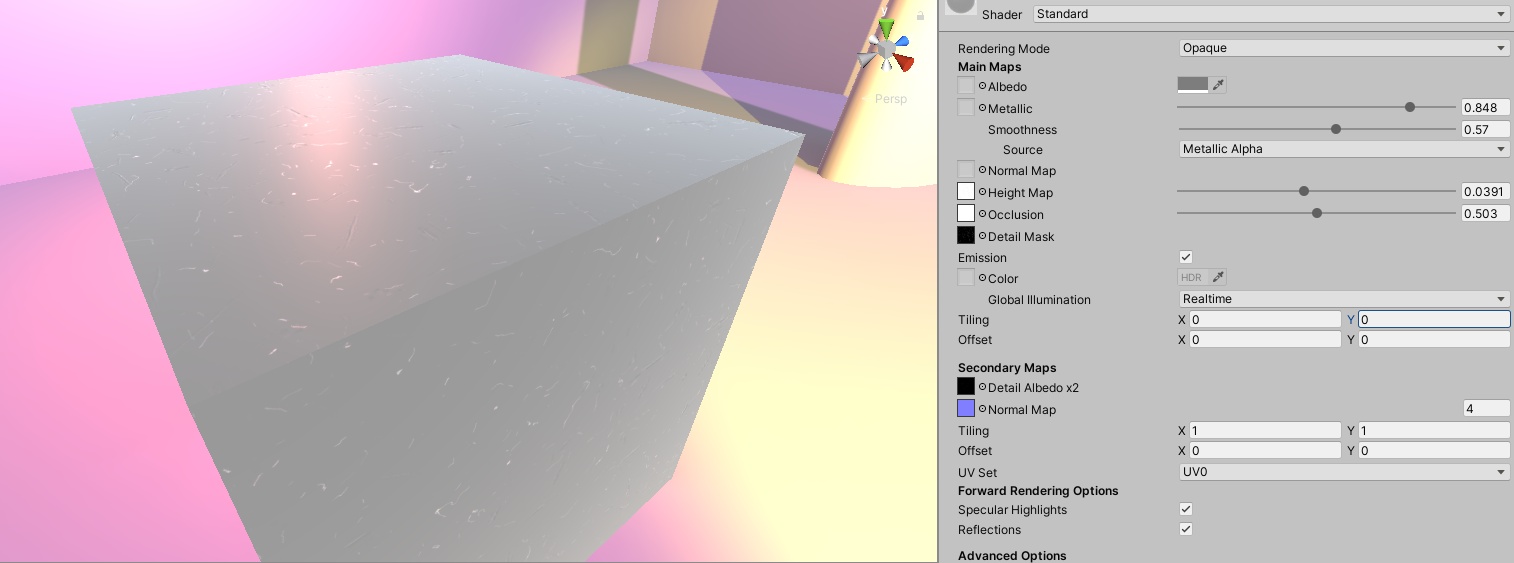 y
Persp
Shader Standard
Rendering Mode Opaque
Main Maps
Albedo
Metallic 0.848
Smoothness 0.57
Source Metallic Alpha
Normal Map
Height Map 0.0391
Occlusion 0.503
Detail Mask
Emission
Color HDR
Global Illumination Realtime
Tiling X 0 Y 0
Offset X 0 Y 0
Secondary Maps
Detail Albedo x2
Normal Map 4
Tiling X 1 Y 1
Offset X 0 Y 0
UV Set UV0
Forward Rendering Options
Specular Highlights
Reflections
Advanced Options